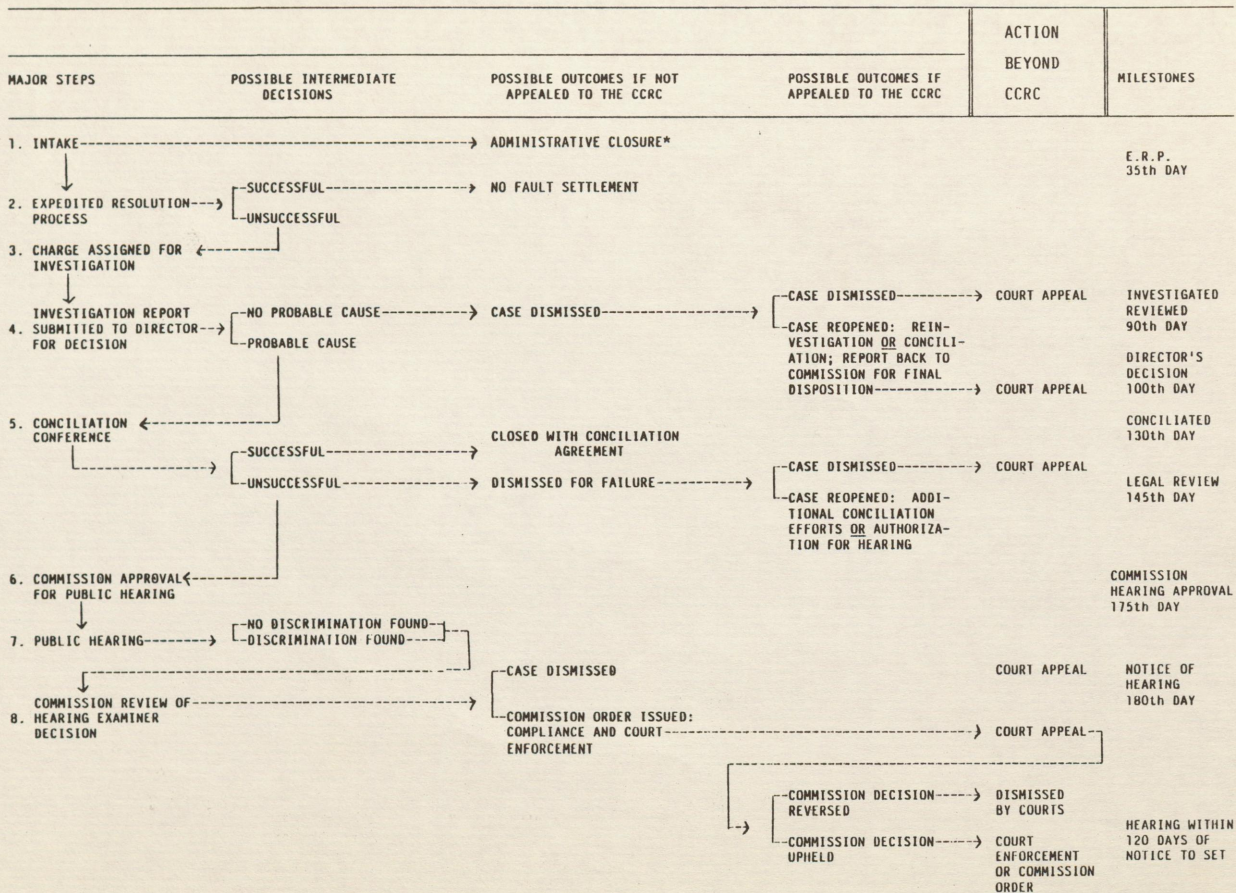 ACTION
BEYOND
CCRC
MAJOR STEPS
POSSIBLE INTERMEDIATE
DECISIONS
POSSIBLE OUTCOMES IF NOT
APPEALED TO THE CCRC
POSSIBLE OUTCOMES IF
APPEALED TO THE CCRC
MILESTONES
1. INTAKE
ADMINISTRATIVE CLOSURE*
E.R.P.
35th DAY
2. EXPEDITED RESOLUTION
PROCESS
SUCCESSFUL
NO FAULT SETTLEMENT
UNSUCCESSFUL
3. CHARGE ASSIGNED FOR
INVESTIGATION
INVESTIGATION REPORT
4. SUBMITTED TO DIRECTOR
FOR DECISION
NO PROBABLE CAUSE
CASE DISMISSED
PROBABLE CAUSE
CASE DISMISSED
COURT APPEAL
CASE REOPENED: REIN-
VESTIGATION OR CONCILI-
ATION; REPORT BACK TO
COMMISSION FOR FINAL
DISPOSITION
COURT APPEAL
INVESTIGATED
REVIEWED
90th DAY
DIRECTOR'S
DECISION
100th DAY
5. CONCILIATION
CONFERENCE
CONCILIATED
130th DAY
SUCCESSFUL
CLOSED WITH CONCILIATION
AGREEMENT
UNSUCCESSFUL
DISMISSED FOR FAILURE
CASE DISMISSED
COURT APPEAL
CASE REOPENED: ADDI-
TIONAL CONCILIATION
EFFORTS OR AUTHORIZA-
TION FOR HEARING
LEGAL REVIEW
145th DAY
6. COMMISSION APPROVAL
FOR PUBLIC HEARING
COMMISSION
HEARING APPROVAL
175th DAY
7. PUBLIC HEARING
NO DISCRIMINATION FOUND
DISCRIMINATION FOUND
COMMISSION REVIEW OF
8. HEARING EXAMINER
DECISION
CASE DISMISSED
COURT APPEAL
NOTICE OF
HEARING
180th DAY
COMMISSION ORDER ISSUED:
COMPLIANCE AND COURT
ENFORCEMENT
COURT APPEAL
COMMISSION DECISION
REVERSED
DISMISSED
BY COURTS
COMMISSION DECISION
UPHELD
COURT
ENFORCEMENT
OR COMMISSION
ORDER
HEARING WITHIN
120 DAYS OF
NOTICE TO SET